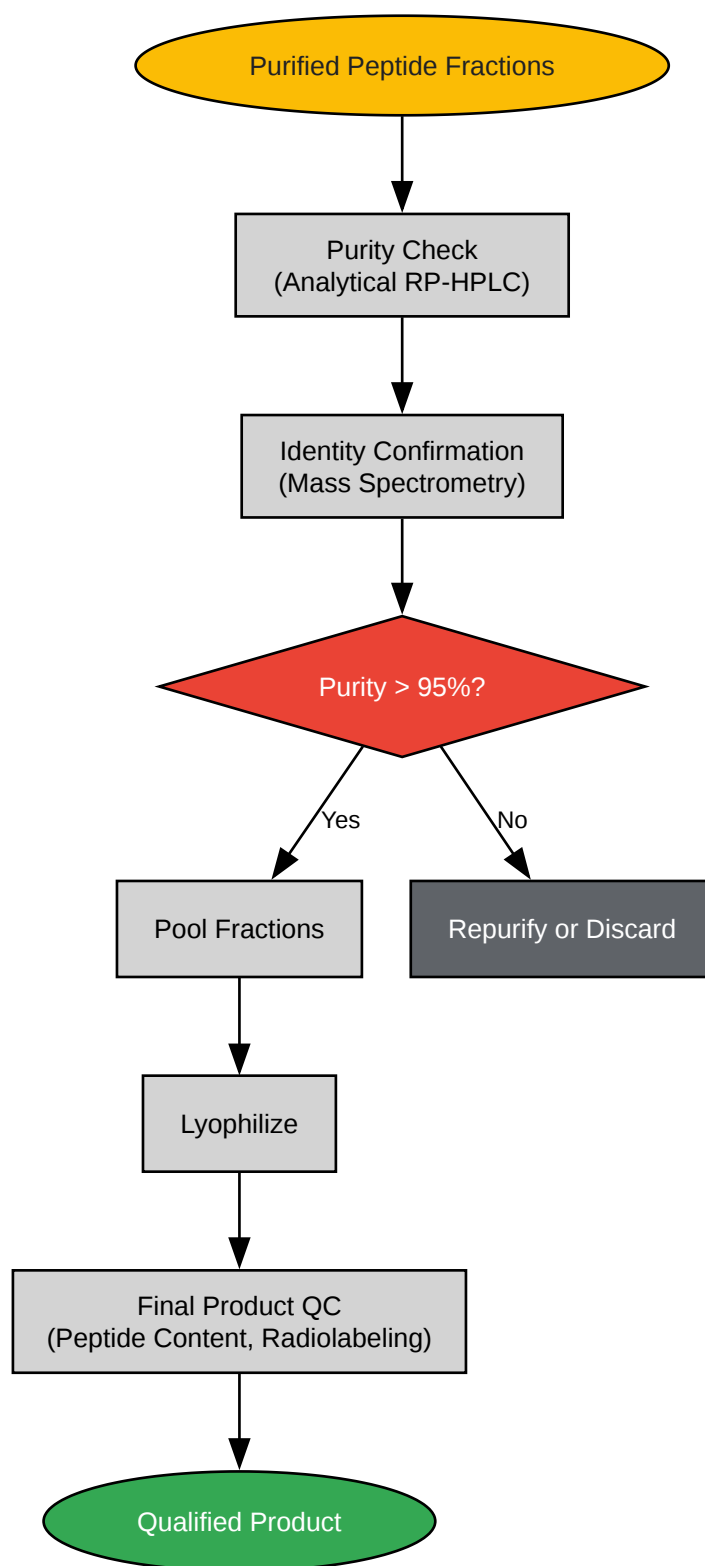 Purified Peptide Fractions
Purity Check
(Analytical RP-HPLC)
Identity Confirmation
(Mass Spectrometry)
Purity > 95%?
Yes
No
Pool Fractions
Repurify or Discard
Lyophilize
Final Product QC
(Peptide Content, Radiolabeling)
Qualified Product